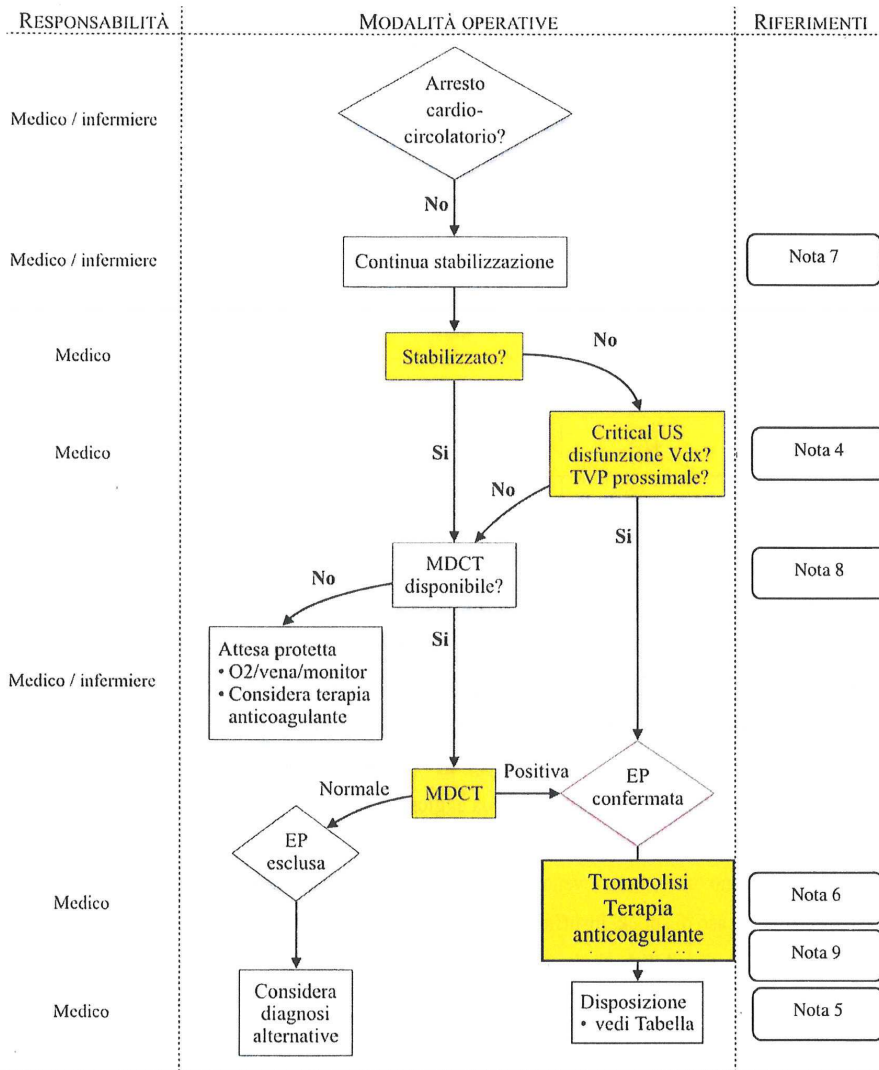 RESPONSABILITÀ
MODALITÀ OPERATIVE
RIFERIMENTI
Medico / infermiere
Arresto
cardio-
circolatorio?
No
Medico / infermiere
Continua stabilizzazione
Nota 7
Medico
Stabilizzato?
No
Medico
Si
Critical US
disfunzione Vdx?
TVP prossimale?
Nota 4
No
Si
MDCT
disponibile?
Nota 8
No
Si
Medico / infermiere
Attesa protetta
• O2/vena/monitor
• Considera terapia
anticoagulante
Normale
MDCT
Positiva
EP
confermata
EP
esclusa
Medico
Trombolisi
Terapia
anticoagulante
Nota 6
Nota 9
Medico
Considera
diagnosi
alternative
Disposizione
• vedi Tabella
Nota 5